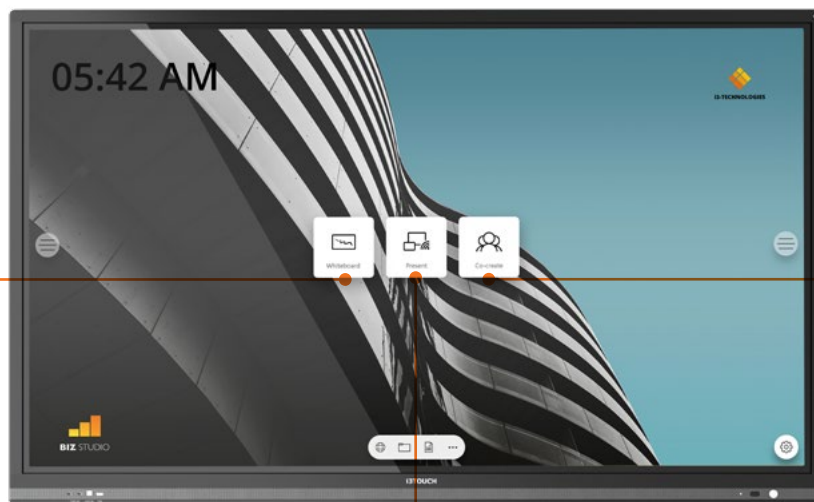 05:42 AM
i3-TECHNOLOGIES
Whiteboard
Present
Co-create
BIZ STUDIO
i3TOUCH